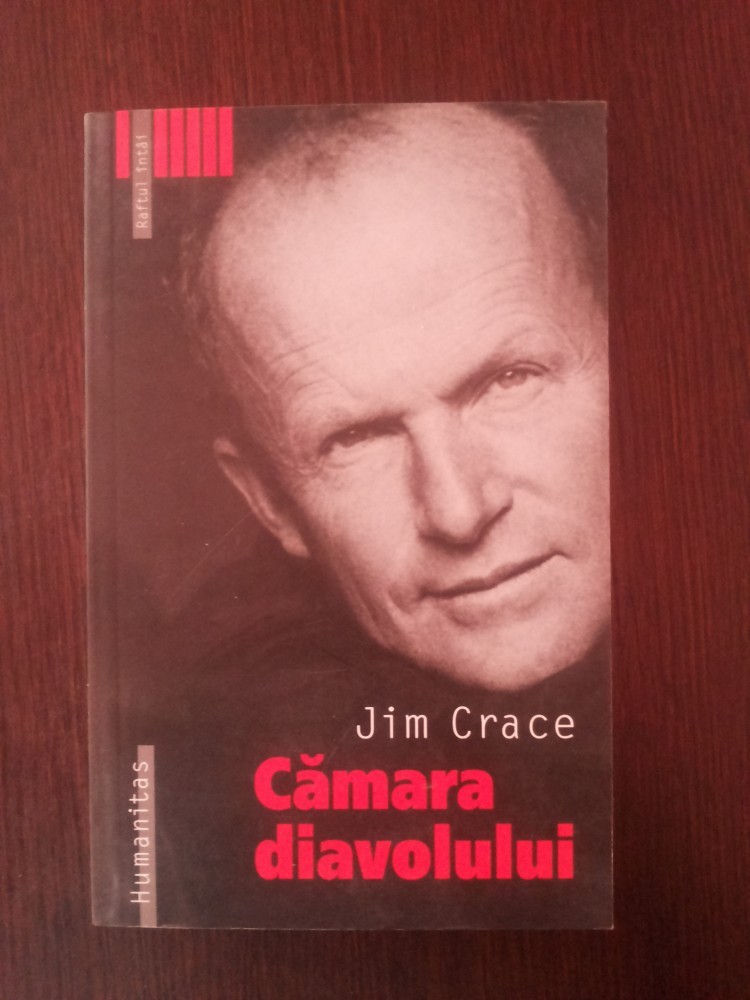 Raftul întâi
Jim Crace
Cămara
diavolului
Humanitas